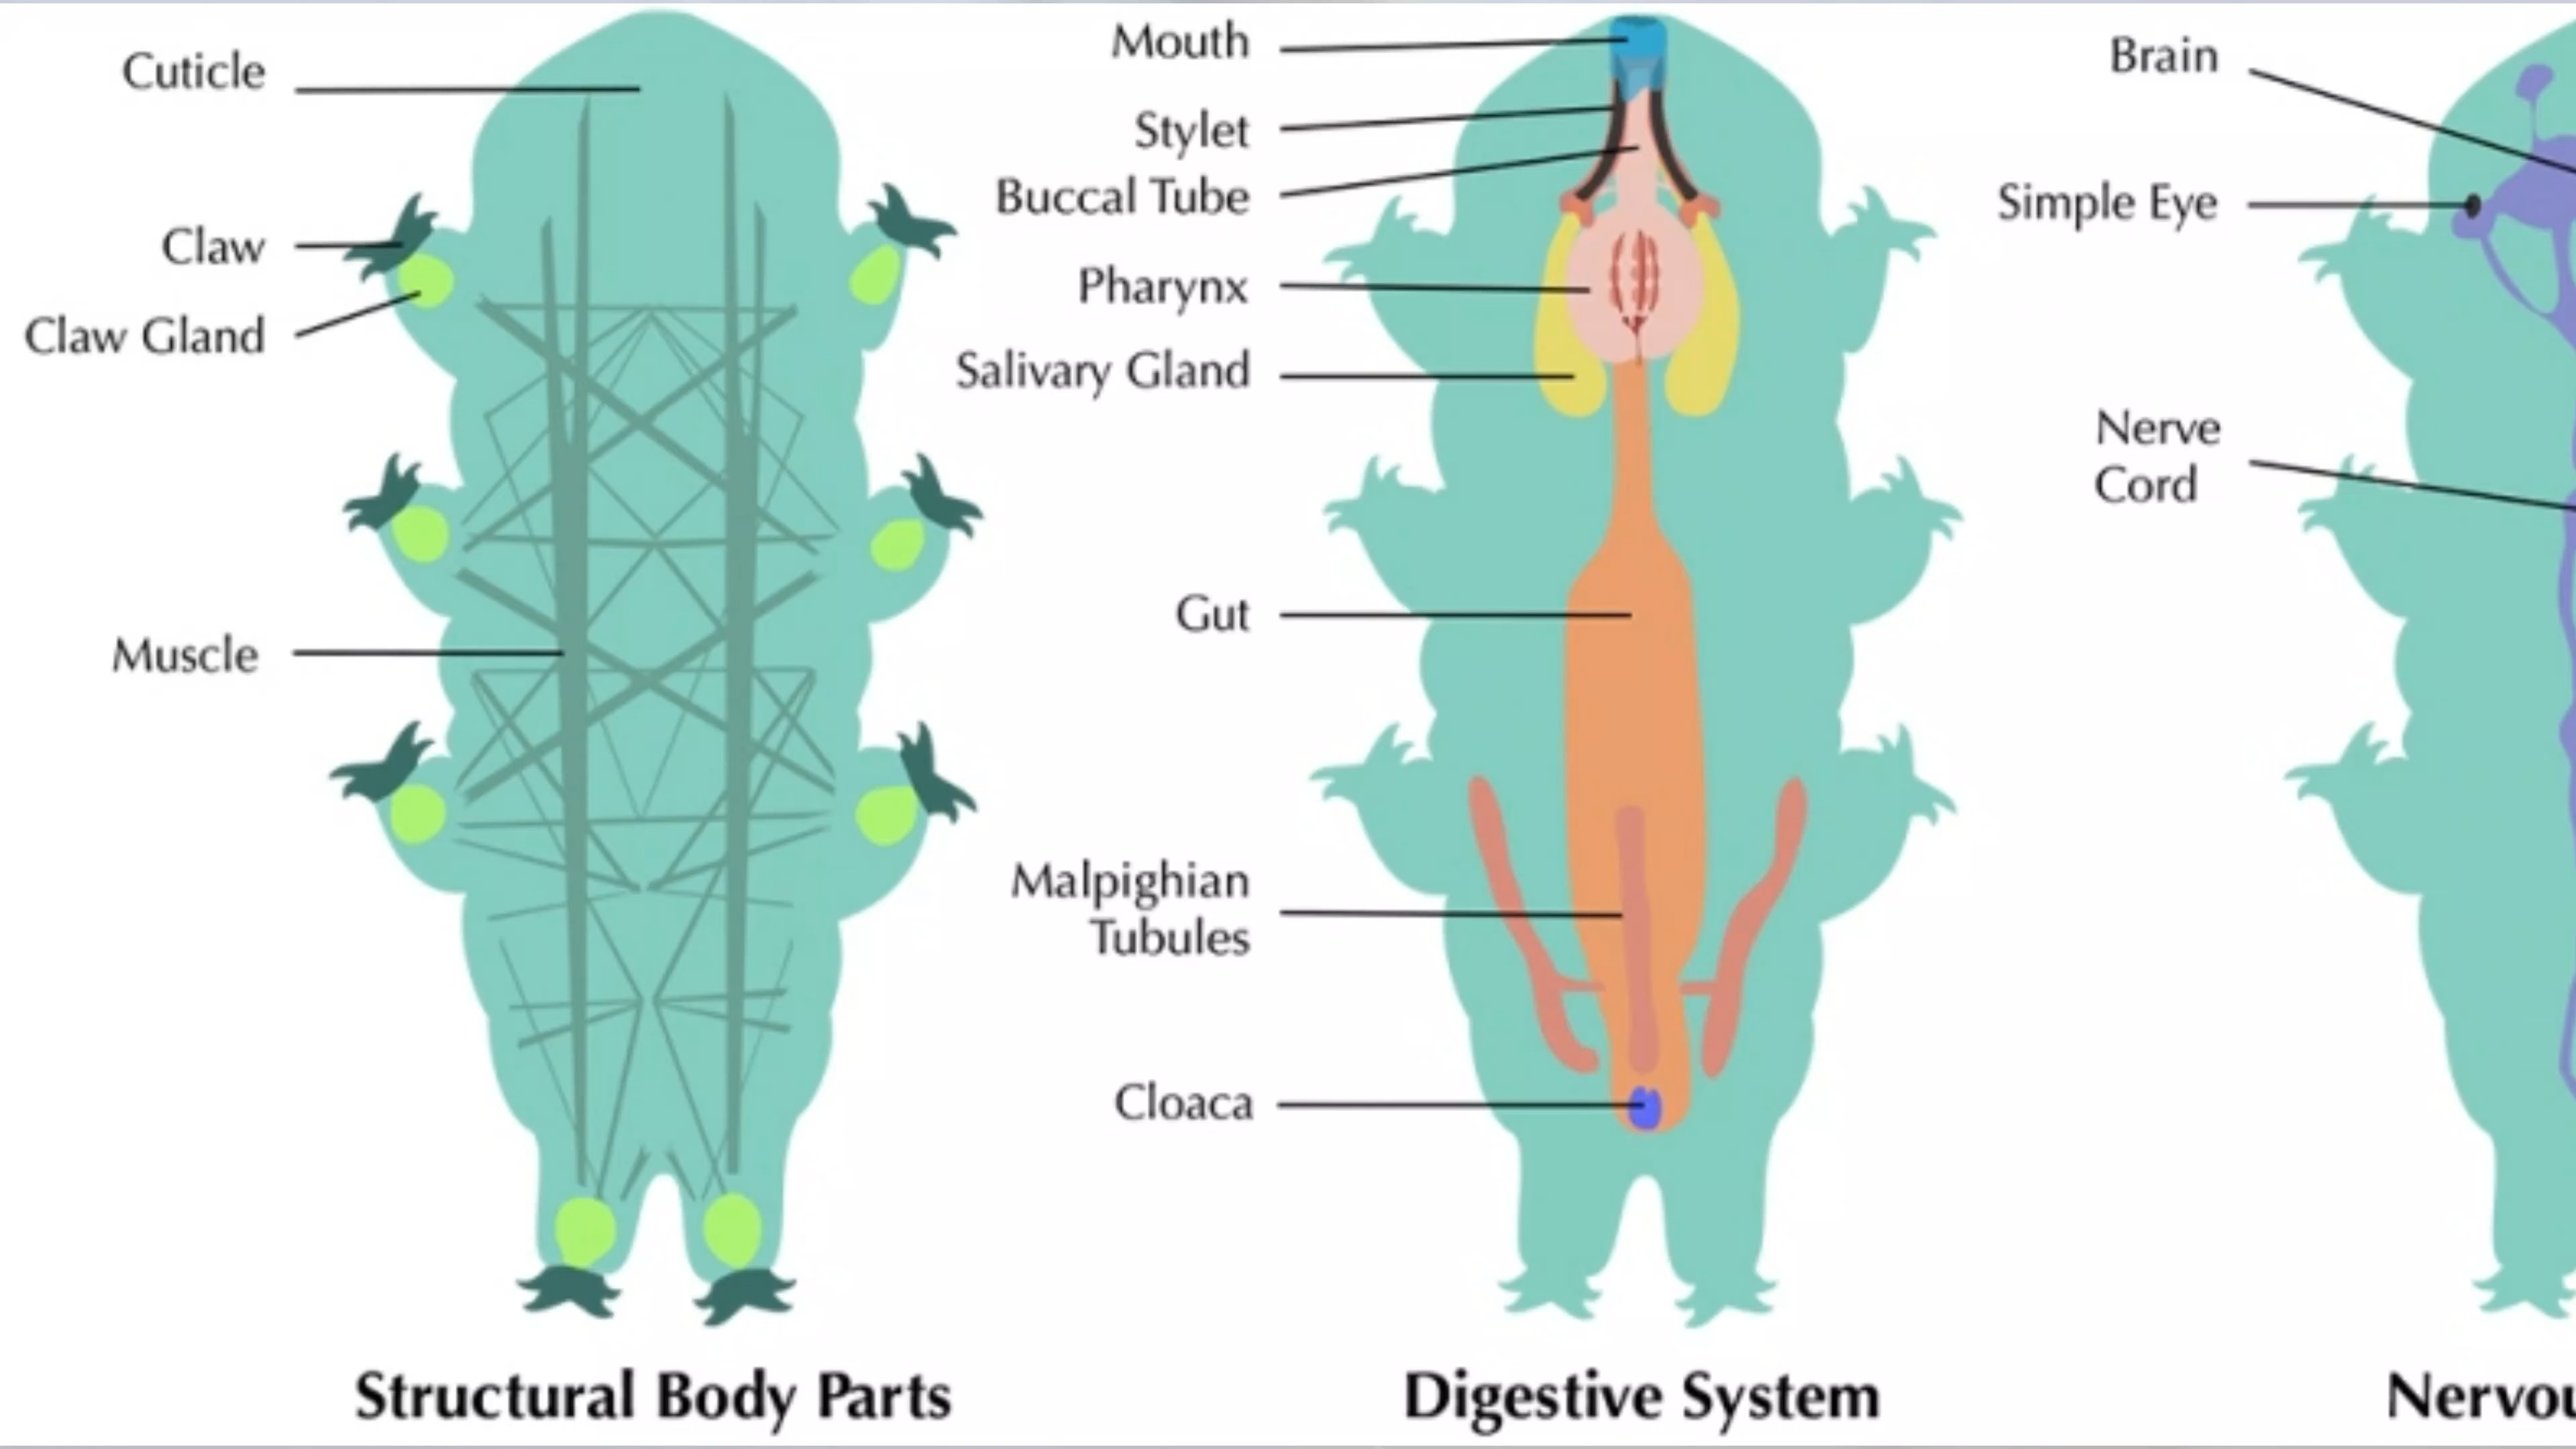 Cuticle
Claw
Claw Gland
Muscle
Structural Body Parts
Mouth
Stylet
Buccal Tube
Pharynx
Salivary Gland
Gut
Malpighian
Tubules
Cloaca
Digestive System
Brain
Simple Eye
Nerve
Cord